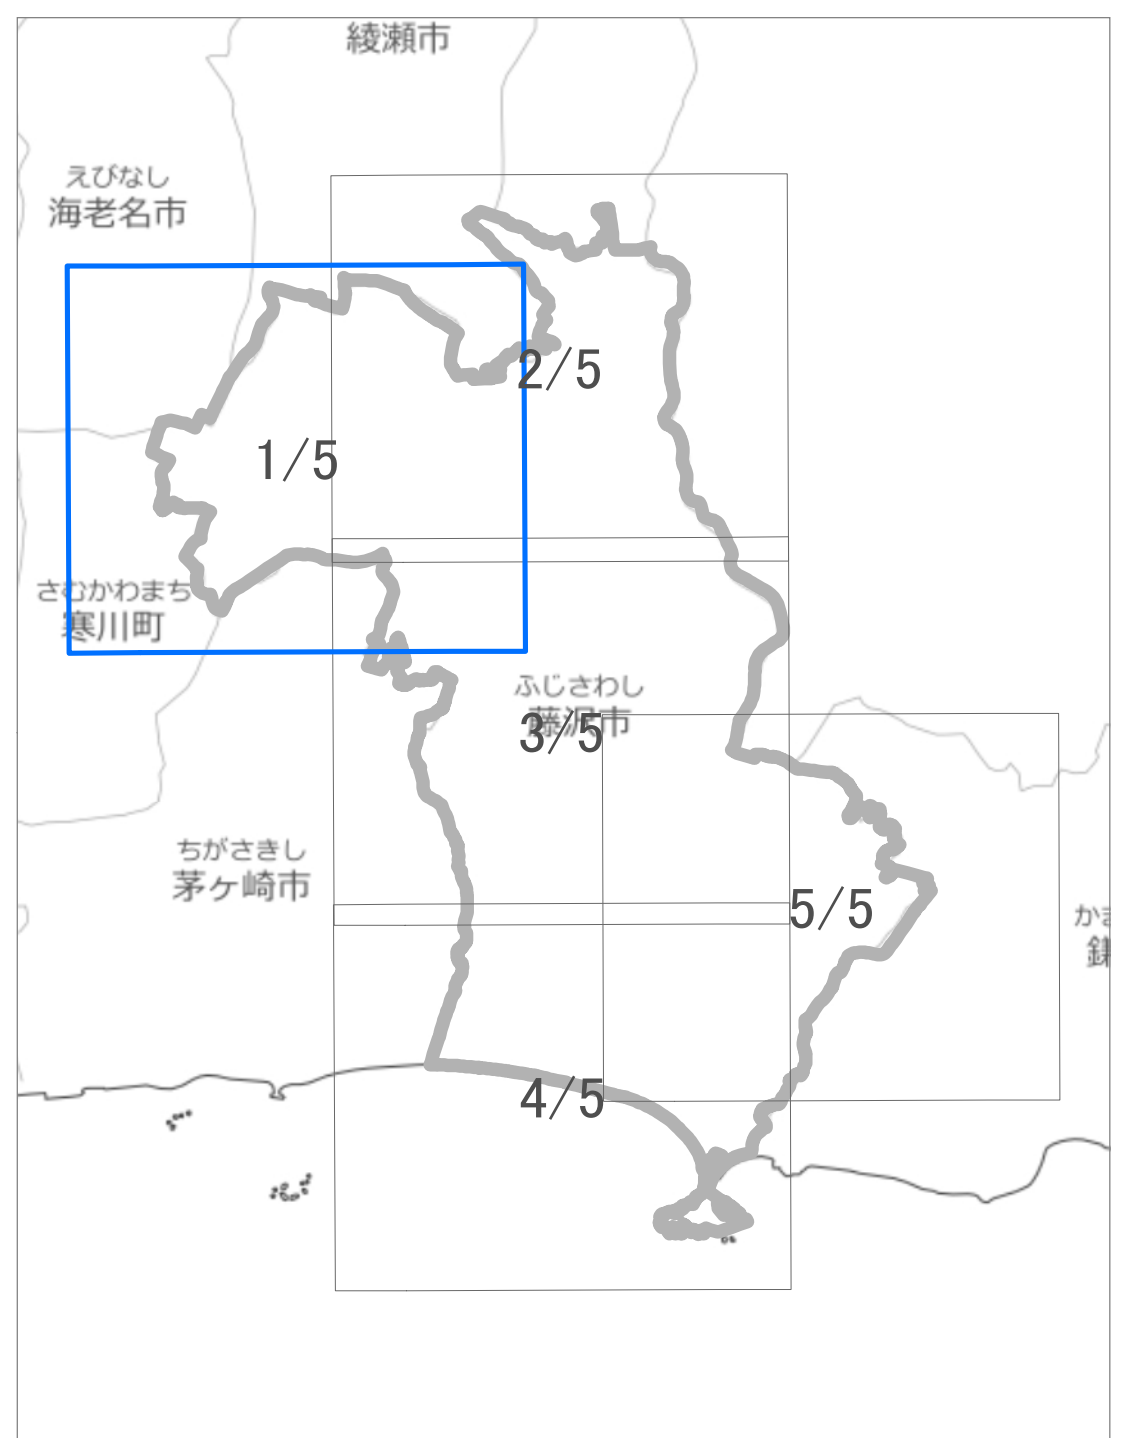 綾瀬市
えびなし
海老名市
2/5
1/5
さむかわまち
寒川町
ふじさわし
藤沢市
3/5
ちがさきし
茅ヶ崎市
5/5
かま
4/5